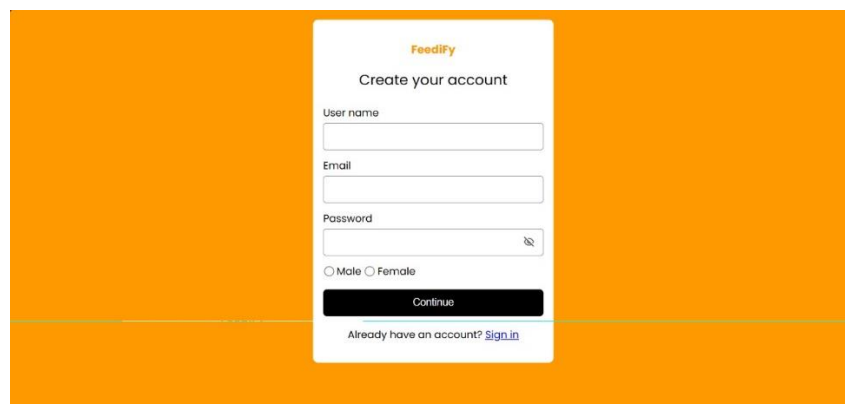 FeediFy
Create your account
User name
Email
Password
Male Female
Continue
Already have an account? Sign in